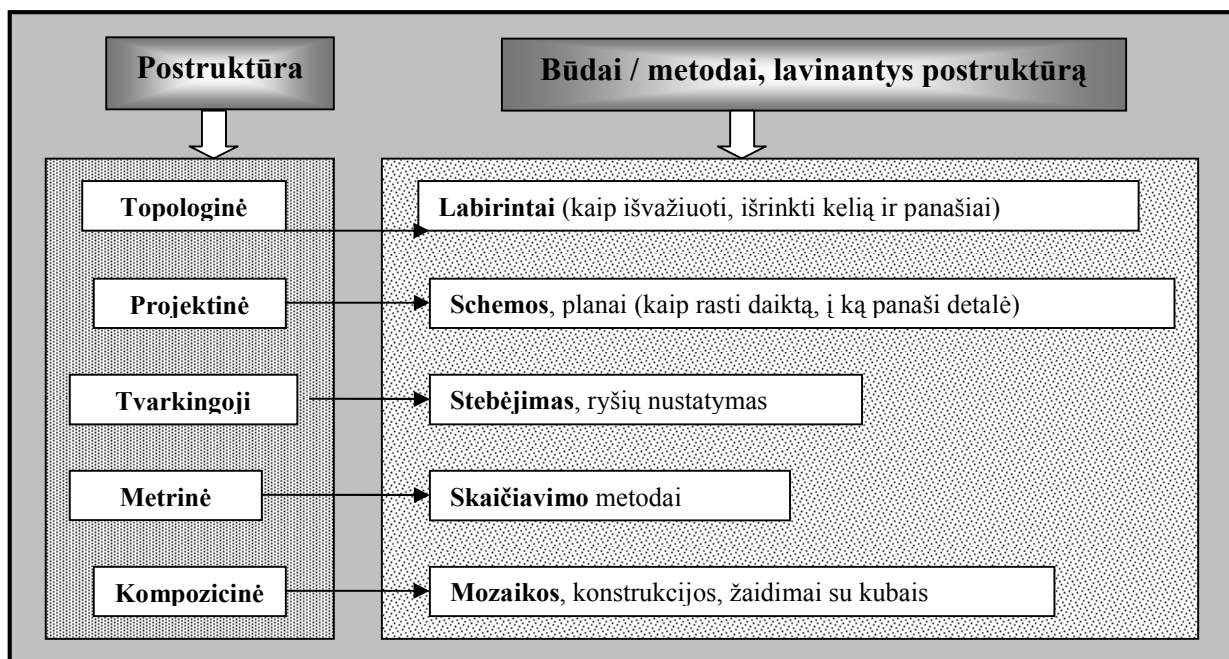 Postruktūra
Būdai / metodai, lavinantys postruktūrą
Topologinė
Labirintai (kaip išvažiuoti, išrinkti kelią ir panašiai)
Projektinė
Schemos, planai (kaip rasti daiktą, į ką panaši detalė)
Tvarkingoji
Stebėjimas, ryšių nustatymas
Metrinė
Skaičiavimo metodai
Kompozicinė
Mozaikos, konstrukcijos, žaidimai su kubais